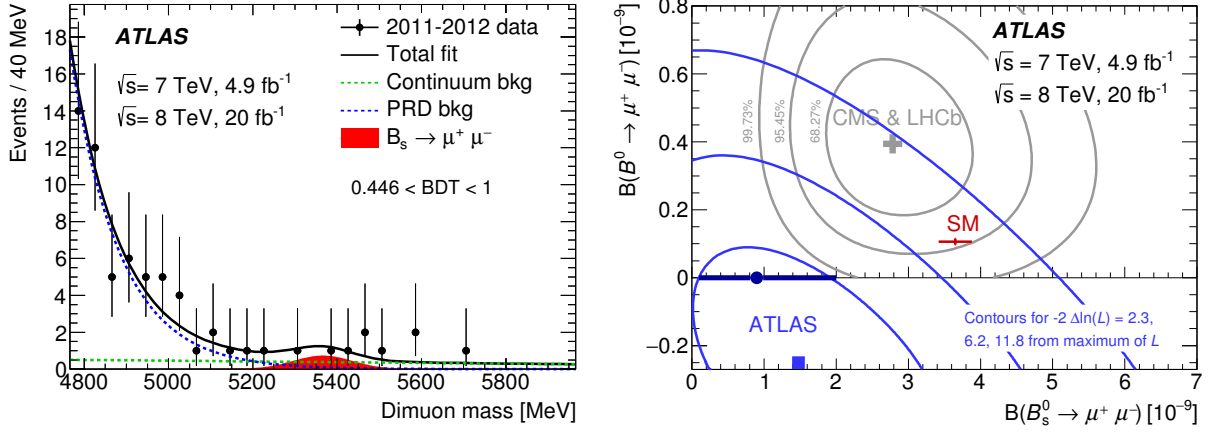 ATLAS
√s= 7 TeV, 4.9 fb⁻¹
√s= 8 TeV, 20 fb⁻¹
2011-2012 data
Total fit
Continuum bkg
PRD bkg
B_s → μ⁺ μ⁻
0.446 < BDT < 1
Events / 40 MeV
18
16
14
12
10
8
6
4
2
0
4800 5000 5200 5400 5600 5800
Dimuon mass [MeV]
ATLAS
√s= 7 TeV, 4.9 fb⁻¹
√s= 8 TeV, 20 fb⁻¹
B(B⁰ → μ⁺ μ⁻) [10⁻⁹]
0.8
0.6
0.4
0.2
0
−0.2
99.73%
95.45%
68.27%
CMS & LHCb
SM
ATLAS
Contours for -2 Δln(L) = 2.3,
6.2, 11.8 from maximum of L
0 1 2 3 4 5 6 7
B(B⁰_s → μ⁺ μ⁻) [10⁻⁹]